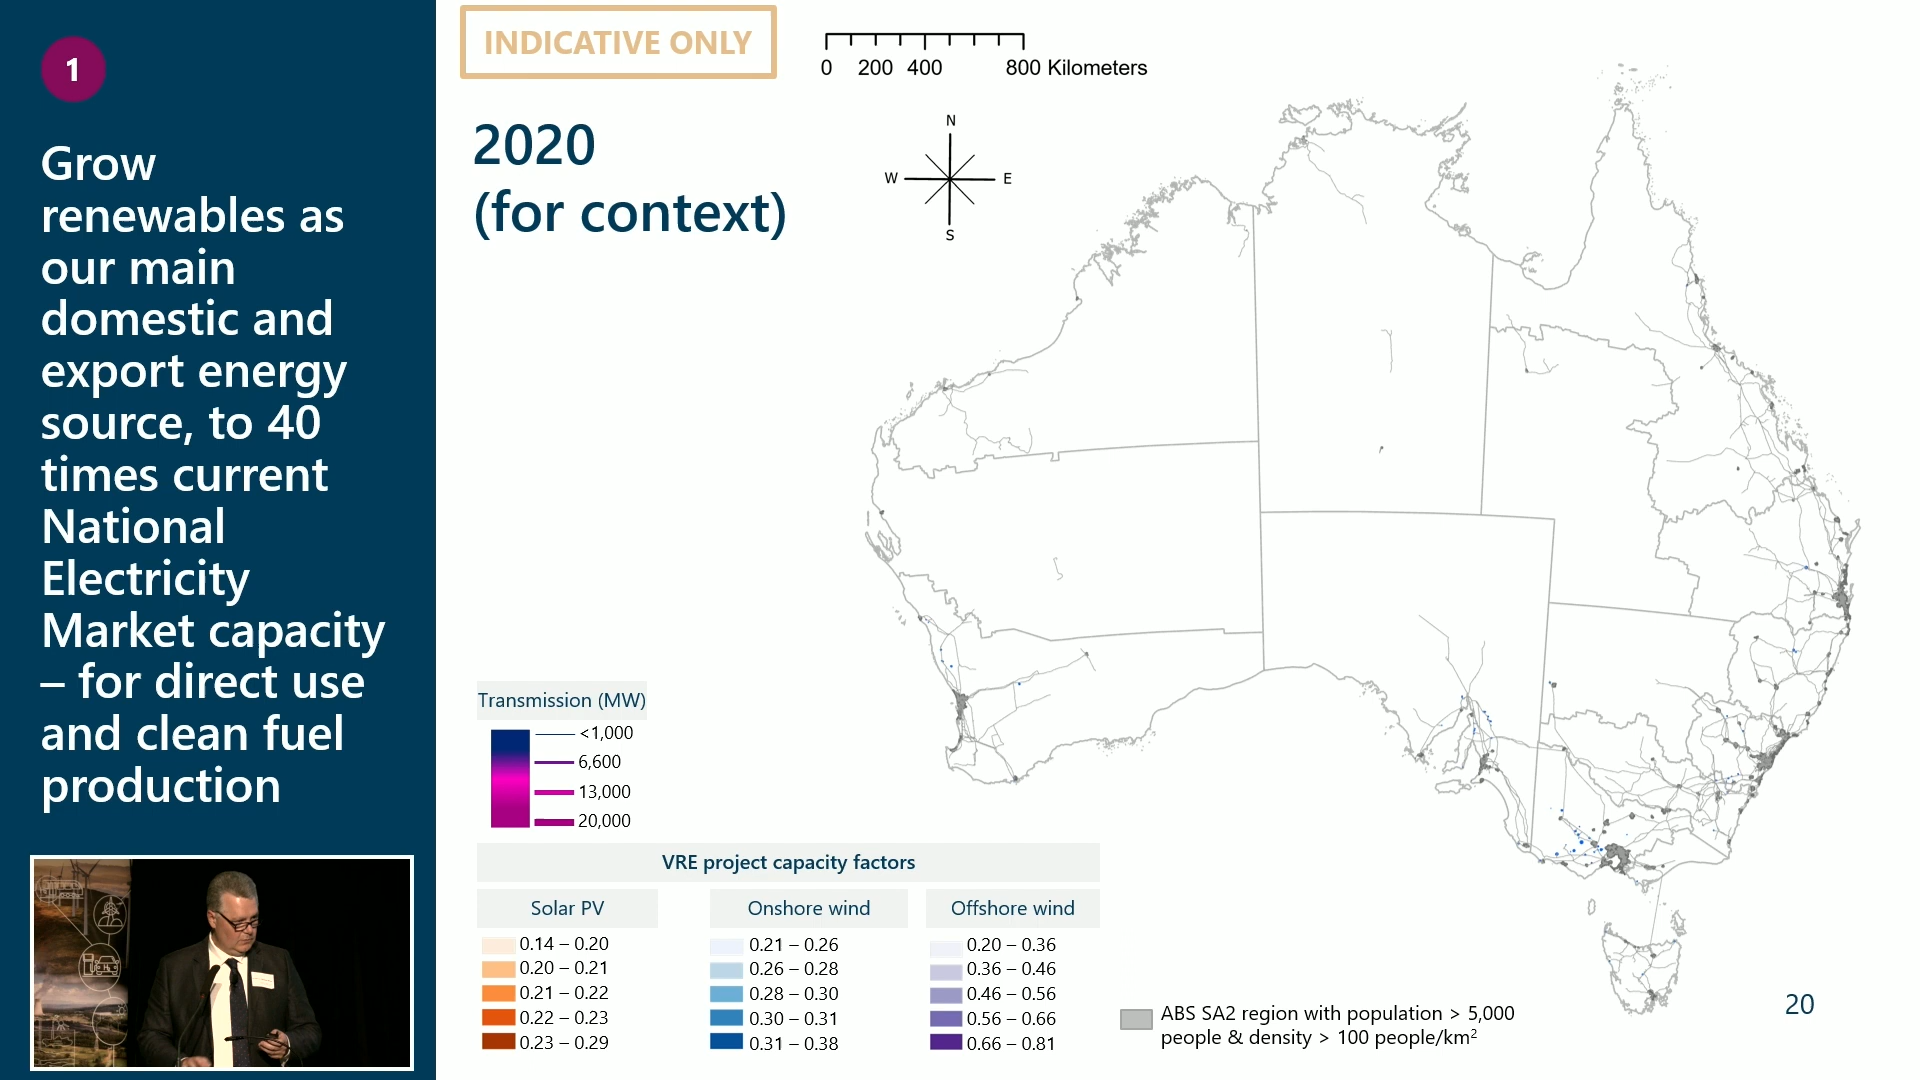 1
Grow
renewables as
our main
domestic and
export energy
source, to 40
times current
National
Electricity
Market capacity
– for direct use
and clean fuel
production
INDICATIVE ONLY
0 200 400 800 Kilometers
2020
(for context)
N
W E
S
Transmission (MW)
<1,000
6,600
13,000
20,000
VRE project capacity factors
Solar PV
0.14 – 0.20
0.20 – 0.21
0.21 – 0.22
0.22 – 0.23
0.23 – 0.29
Onshore wind
0.21 – 0.26
0.26 – 0.28
0.28 – 0.30
0.30 – 0.31
0.31 – 0.38
Offshore wind
0.20 – 0.36
0.36 – 0.46
0.46 – 0.56
0.56 – 0.66
0.66 – 0.81
ABS SA2 region with population > 5,000
people & density > 100 people/km²
20